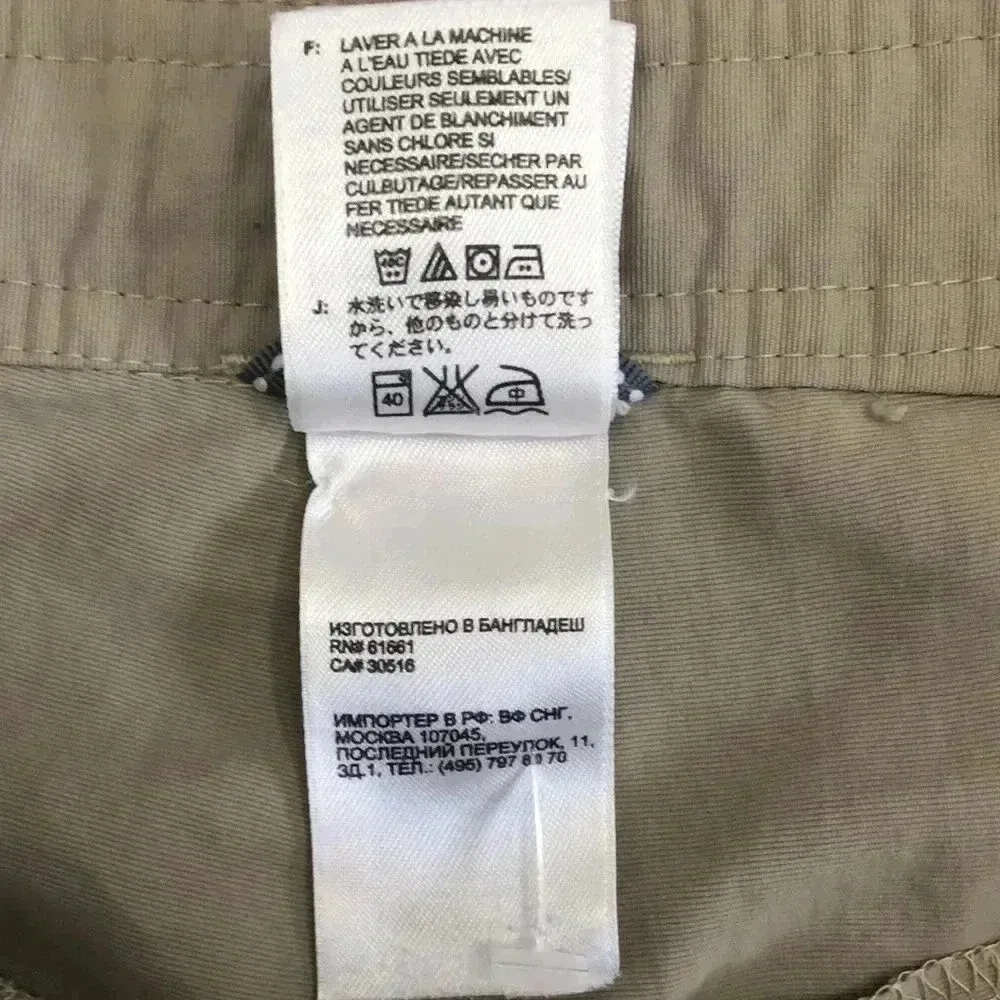 F: LAVER A LA MACHINE
A L'EAU TIEDE AVEC
COULEURS SEMBLABLES/
UTILISER SEULEMENT UN
AGENT DE BLANCHIMENT
SANS CHLORE SI
NECESSAIRE/SECHER PAR
CULBUTAGE/REPASSER AU
FER TIEDE AUTANT QUE
NECESSAIRE
40C
J: 水洗いで移染し易いものです
から、他のものと分けて洗っ
てください。
40 中
ИЗГОТОВЛЕНО В БАНГЛАДЕШ
RN# 61661
CA# 30516
ИМПОРТЕР В РФ: ВФ СНГ,
МОСКВА 107045,
ПОСЛЕДНИЙ ПЕРЕУЛОК, 11,
ЗД.1, ТЕЛ.: (495) 797 70